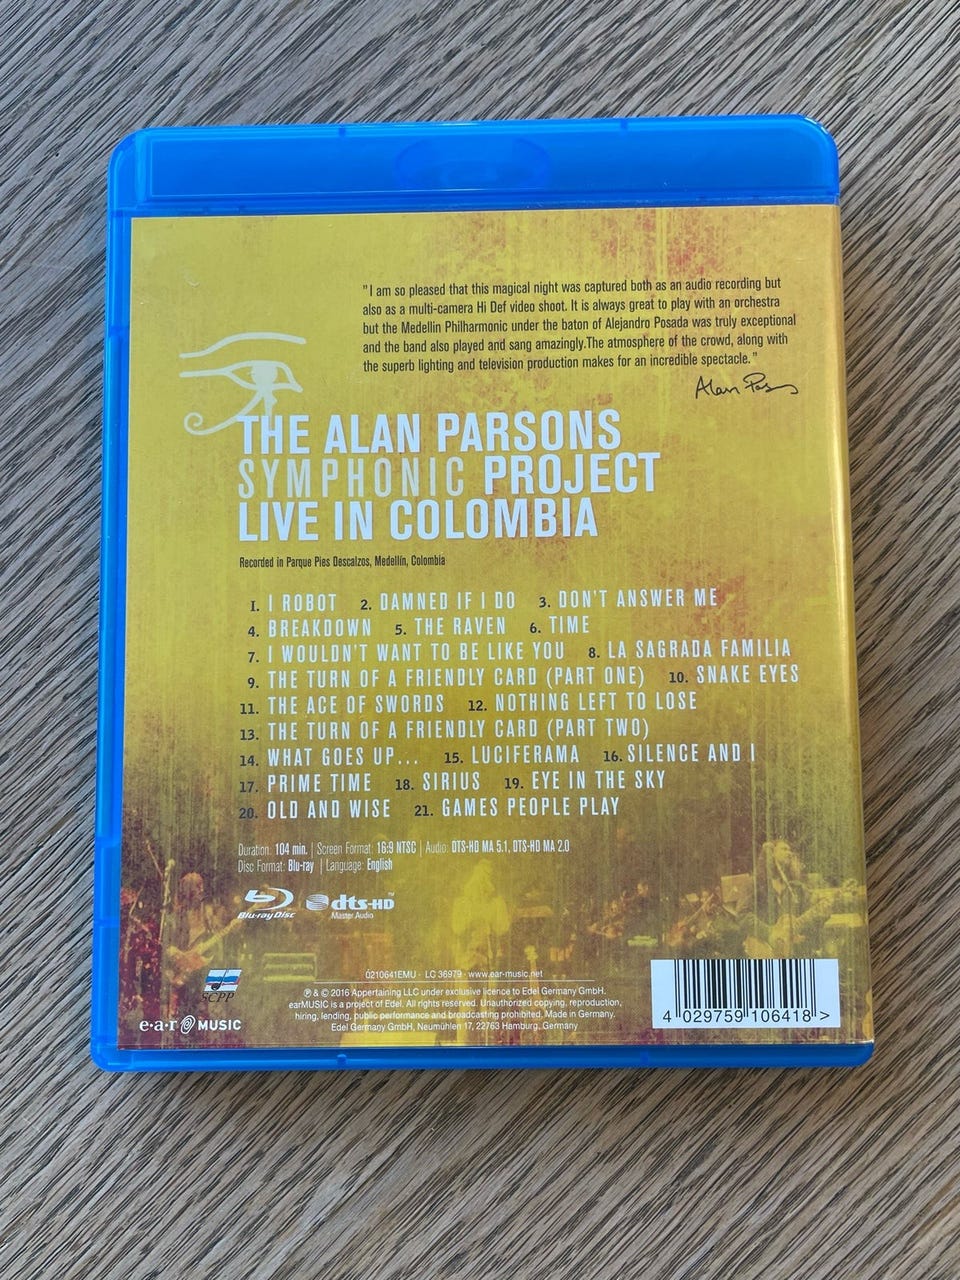 "I am so pleased that this magical night was captured both as an audio recording but
also as a multi-camera Hi Def video shoot. It is always great to play with an orchestra
but the Medellin Philharmonic under the baton of Alejandro Posada was truly exceptional
and the band also played and sang amazingly.The atmosphere of the crowd, along with
the superb lighting and television production makes for an incredible spectacle."
Alan Parsons
THE ALAN PARSONS
SYMPHONIC PROJECT
LIVE IN COLOMBIA
Recorded in Parque Pies Descalzos, Medellín, Colombia
1. I ROBOT 2. DAMNED IF I DO 3. DON'T ANSWER ME
4. BREAKDOWN 5. THE RAVEN 6. TIME
7. I WOULDN'T WANT TO BE LIKE YOU 8. LA SAGRADA FAMILIA
9. THE TURN OF A FRIENDLY CARD (PART ONE) 10. SNAKE EYES
11. THE ACE OF SWORDS 12. NOTHING LEFT TO LOSE
13. THE TURN OF A FRIENDLY CARD (PART TWO)
14. WHAT GOES UP... 15. LUCIFERAMA 16. SILENCE AND I
17. PRIME TIME 18. SIRIUS 19. EYE IN THE SKY
20. OLD AND WISE 21. GAMES PEOPLE PLAY
Duration: 104 min. | Screen Format: 16:9 NTSC | Audio: DTS-HD MA 5.1, DTS-HD MA 2.0
Disc Format: Blu-ray | Language: English
Blu-ray Disc dts-HD™
Master Audio
SCPP
e·a·r MUSIC
0210641EMU · LC 36979 · www.ear-music.net
℗ & © 2016 Appertaining LLC under exclusive licence to Edel Germany GmbH.
earMUSIC is a project of Edel. All rights reserved. Unauthorized copying, reproduction,
hiring, lending, public performance and broadcasting prohibited. Made in Germany.
Edel Germany GmbH, Neumühlen 17, 22763 Hamburg, Germany
4 029759 106418 >